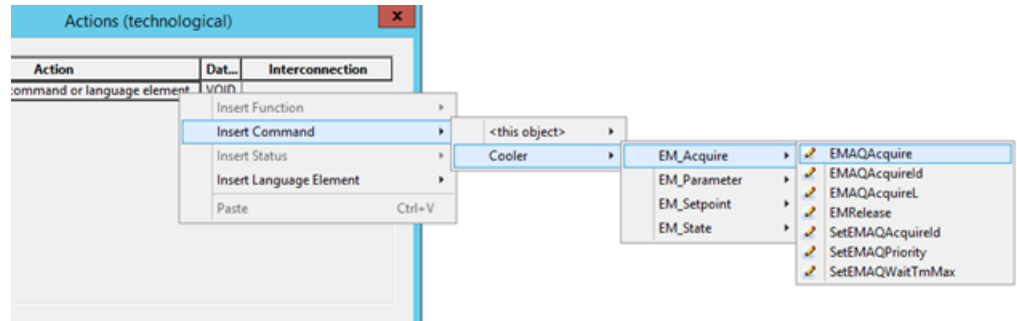 Actions (technological)
x
Action Dat... Interconnection
command or language element VOID
Insert Function
Insert Command
Insert Status
Insert Language Element
Paste Ctrl+V
<this object>
Cooler
EM_Acquire
EM_Parameter
EM_Setpoint
EM_State
EMAQAcquire
EMAQAcquireId
EMAQAcquireL
EMRelease
SetEMAQAcquireId
SetEMAQPriority
SetEMAQWaitTmMax